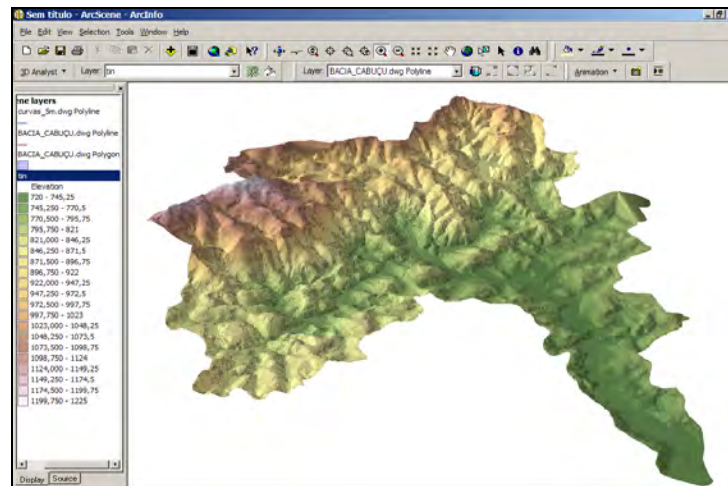 Sem título - ArcScene - ArcInfo
File Edit View Selection Tools Window Help
3D Analyst Layer: tin Layer: BACIA_CABUÇU.dwg Polyline Animation
ne layers
curvas_5m.dwg Polyline
BACIA_CABUÇU.dwg Polyline
BACIA_CABUÇU.dwg Polygon
tin
Elevation
720 - 745,25
745,250 - 770,5
770,500 - 795,75
795,750 - 821
821,000 - 846,25
846,250 - 871,5
871,500 - 896,75
896,750 - 922
922,000 - 947,25
947,250 - 972,5
972,500 - 997,75
997,750 - 1023
1023,000 - 1048,25
1048,250 - 1073,5
1073,500 - 1098,75
1098,750 - 1124
1124,000 - 1149,25
1149,250 - 1174,5
1174,500 - 1199,75
1199,750 - 1225
Display Source